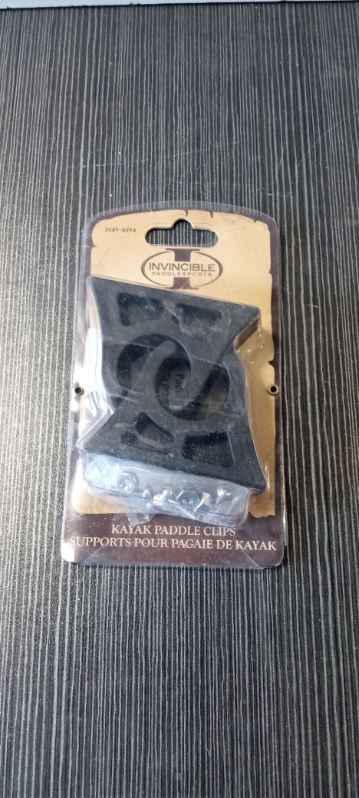 INVINCIBLE
PADDLESPORTS
KAYAK PADDLE CLIPS
SUPPORTS POUR PAGAIE DE KAYAK